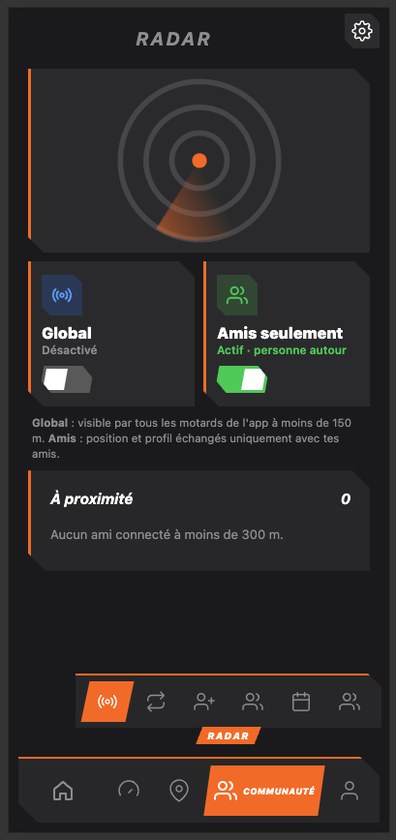 RADAR
Global
Désactivé
Amis seulement
Actif · personne autour
Global : visible par tous les motards de l'app à moins de 150
m. Amis : position et profil échangés uniquement avec tes
amis.
À proximité 0
Aucun ami connecté à moins de 300 m.
RADAR
COMMUNAUTÉ